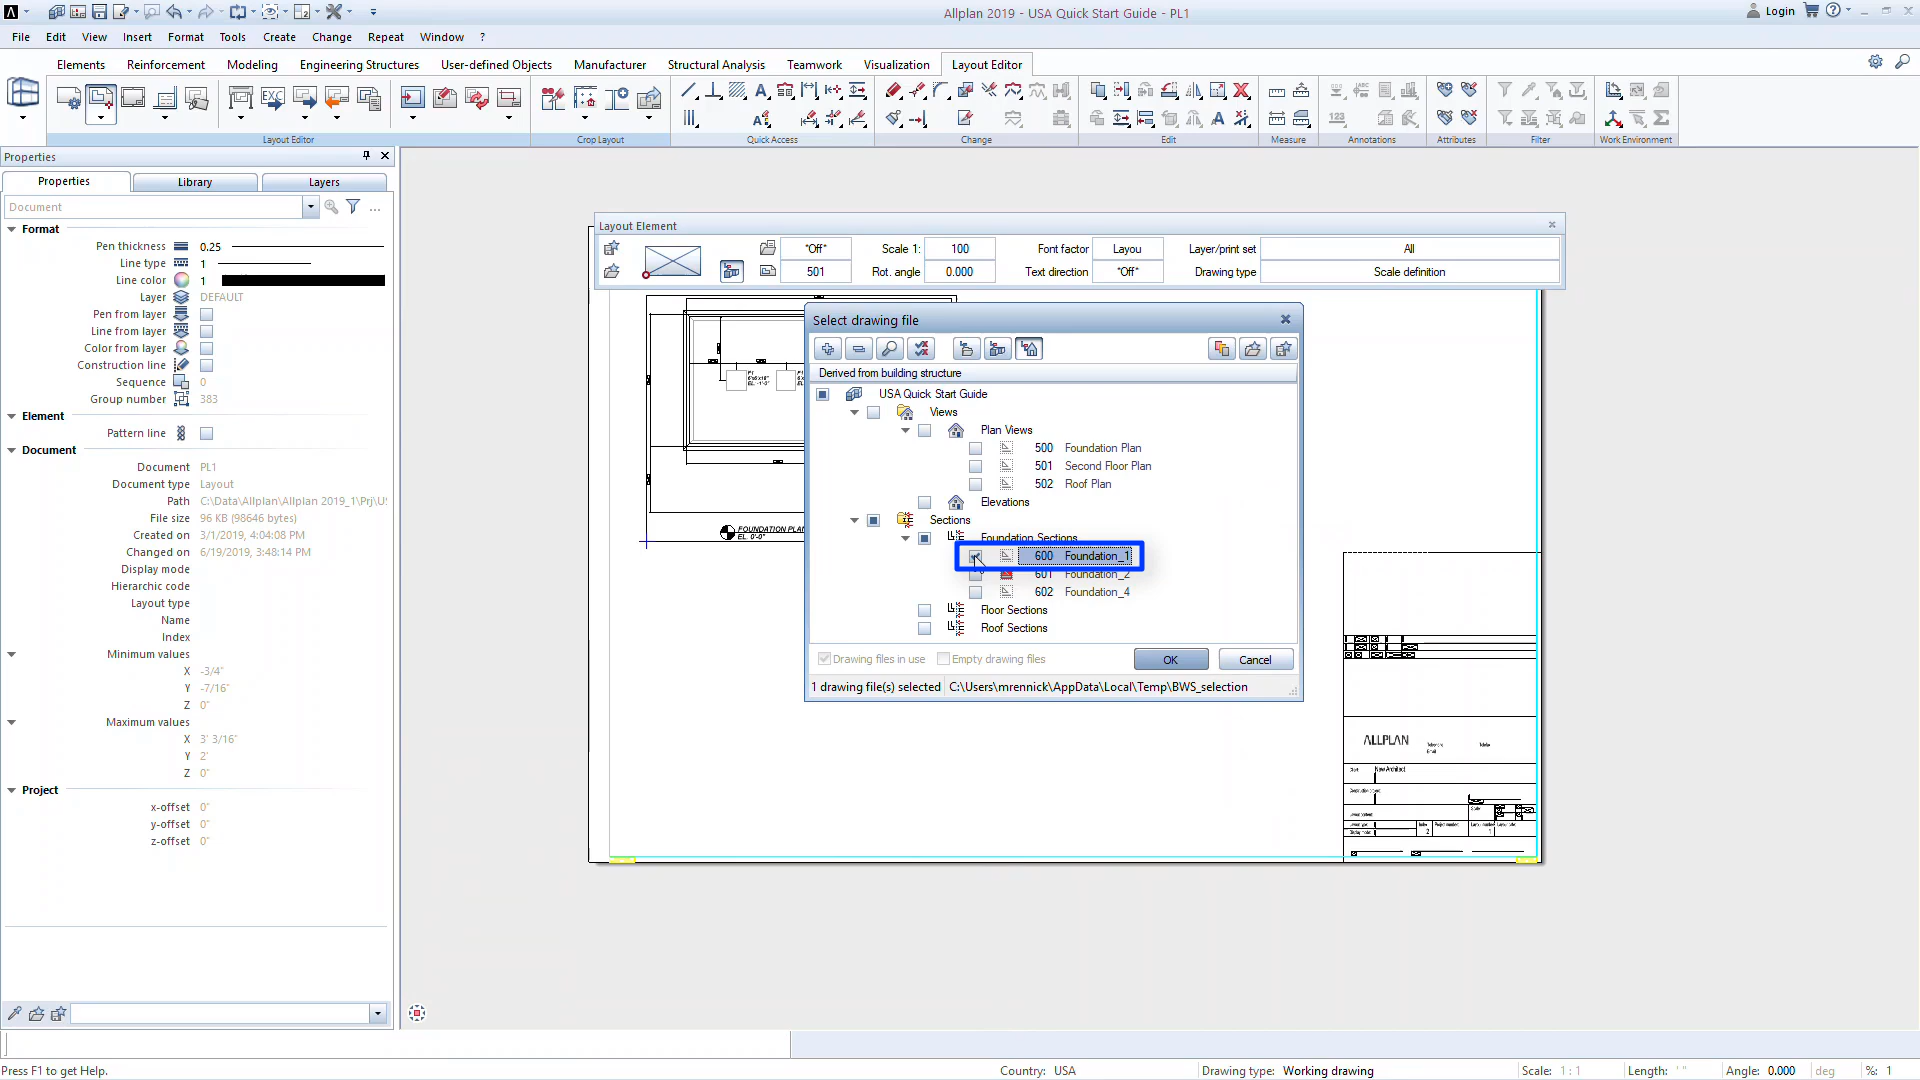 Allplan 2019 - USA Quick Start Guide - PL1
Login
File Edit View Insert Format Tools Create Change Repeat Window ?
Elements Reinforcement Modeling Engineering Structures User-defined Objects Manufacturer Structural Analysis Teamwork Visualization Layout Editor
EXC
123
Layout Editor Crop Layout Quick Access Change Edit Measure Annotations Attributes Filter Work Environment
Properties
Properties Library Layers
Document
Format
Pen thickness 0.25
Line type 1
Line color 1
Layer DEFAULT
Pen from layer
Line from layer
Color from layer
Construction line
Sequence 0
Group number 383
Element
Pattern line
Document
Document PL1
Document type Layout
Path C:\Data\Allplan\Allplan 2019_1\Prj\US
File size 96 KB (98646 bytes)
Created on 3/1/2019, 4:04:08 PM
Changed on 6/19/2019, 3:48:14 PM
Display mode
Hierarchic code
Layout type
Name
Index
Minimum values
X -3/4"
Y -7/16"
Z 0"
Maximum values
X 3' 3/16"
Y 2'
Z 0"
Project
x-offset 0"
y-offset 0"
z-offset 0"
Layout Element
*Off* Scale 1: 100 Font factor Layou Layer/print set All
501 Rot. angle 0.000 Text direction *Off* Drawing type Scale definition
FOUNDATION PLAN
EL. 0'-0"
Select drawing file
Derived from building structure
USA Quick Start Guide
Views
Plan Views
500 Foundation Plan
501 Second Floor Plan
502 Roof Plan
Elevations
Sections
Foundation Sections
600 Foundation_1
601 Foundation_2
602 Foundation_4
Floor Sections
Roof Sections
Drawing files in use Empty drawing files OK Cancel
1 drawing file(s) selected C:\Users\mrennick\AppData\Local\Temp\BWS_selection
ALLPLAN
Press F1 to get Help.
Country: USA Drawing type: Working drawing Scale: 1 : 1 Length: ' " Angle: 0.000 deg %: 1